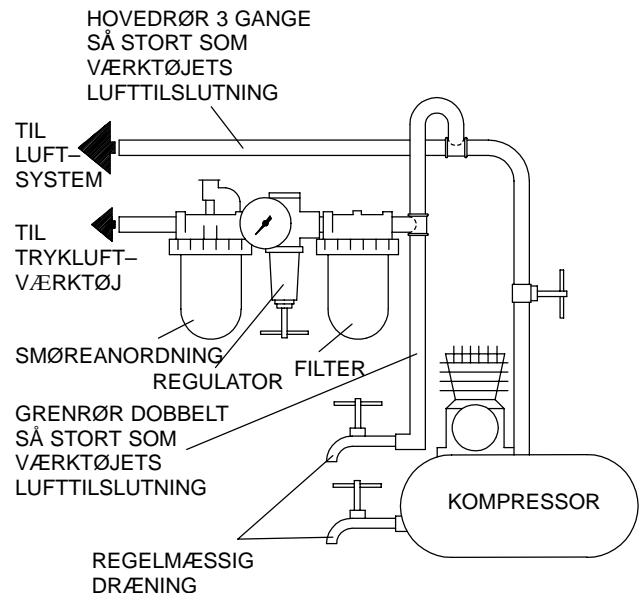 HOVEDRØR 3 GANGE
SÅ STORT SOM
VÆRKTØJETS
LUFTTILSLUTNING
TIL
LUFT–
SYSTEM
TIL
TRYKLUFT–
VÆRKTØJ
SMØREANORDNING
REGULATOR
FILTER
GRENRØR DOBBELT
SÅ STORT SOM
VÆRKTØJETS
LUFTTILSLUTNING
KOMPRESSOR
REGELMÆSSIG
DRÆNING